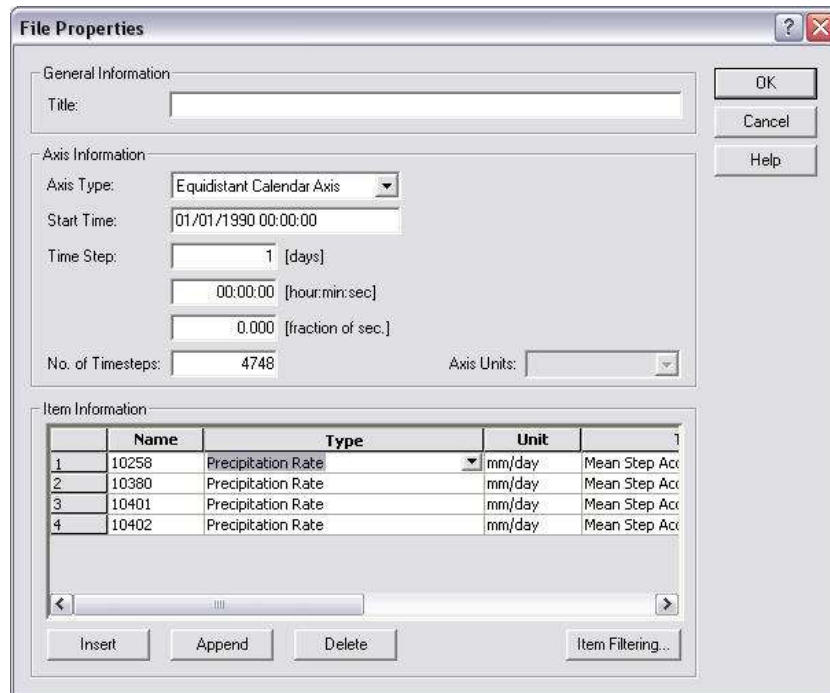 File Properties
General Information
Title:
OK
Cancel
Help
Axis Information
Axis Type: Equidistant Calendar Axis
Start Time: 01/01/1990 00:00:00
Time Step: 1 [days]
00:00:00 [hour:min:sec]
0.000 [fraction of sec.]
No. of Timesteps: 4748 Axis Units:
Item Information
Name Type Unit
1 10258 Precipitation Rate mm/day Mean Step Acc
2 10380 Precipitation Rate mm/day Mean Step Acc
3 10401 Precipitation Rate mm/day Mean Step Acc
4 10402 Precipitation Rate mm/day Mean Step Acc
Insert Append Delete Item Filtering...